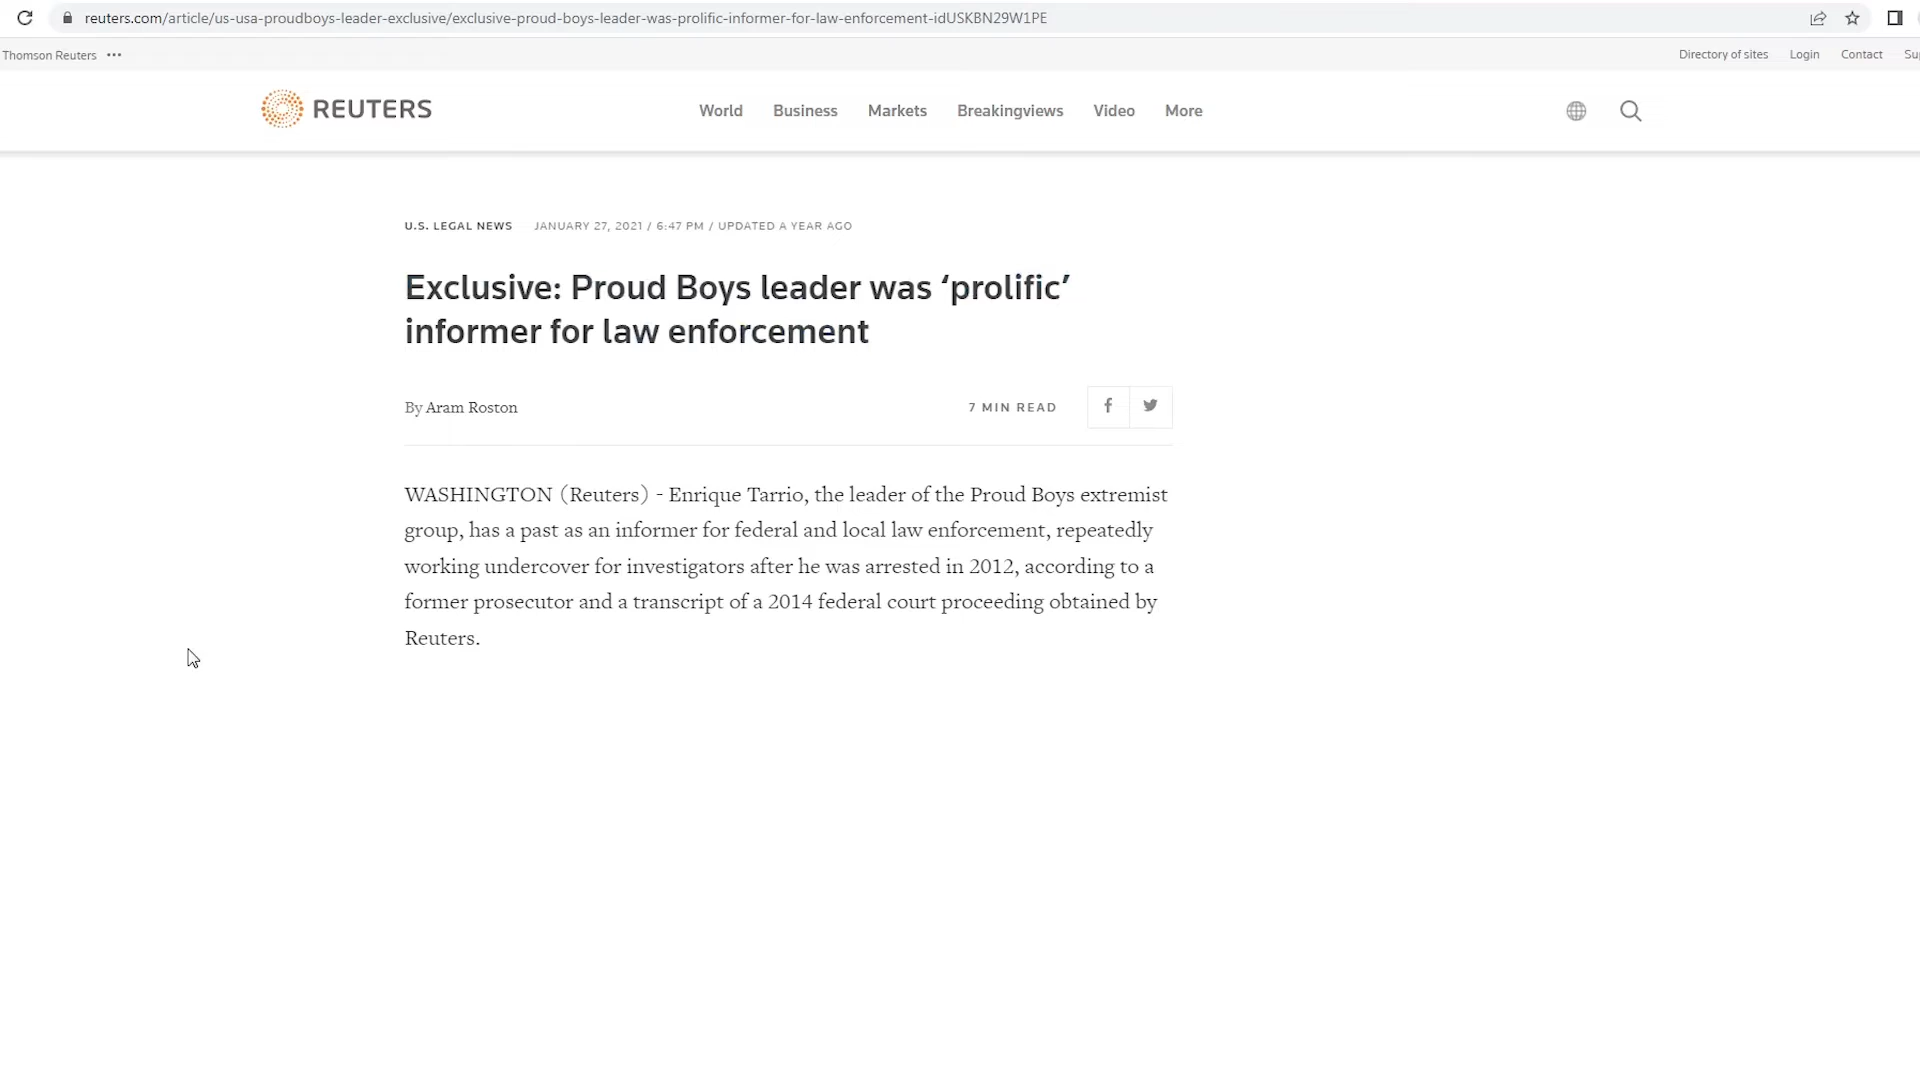 reuters.com/article/us-usa-proudboys-leader-exclusive/exclusive-proud-boys-leader-was-prolific-informer-for-law-enforcement-idUSKBN29W1PE
Thomson Reuters •••
Directory of sites Login Contact Su
REUTERS
World Business Markets Breakingviews Video More
U.S. LEGAL NEWS JANUARY 27, 2021 / 6:47 PM / UPDATED A YEAR AGO
Exclusive: Proud Boys leader was ‘prolific’
informer for law enforcement
By Aram Roston
7 MIN READ
WASHINGTON (Reuters) - Enrique Tarrio, the leader of the Proud Boys extremist
group, has a past as an informer for federal and local law enforcement, repeatedly
working undercover for investigators after he was arrested in 2012, according to a
former prosecutor and a transcript of a 2014 federal court proceeding obtained by
Reuters.